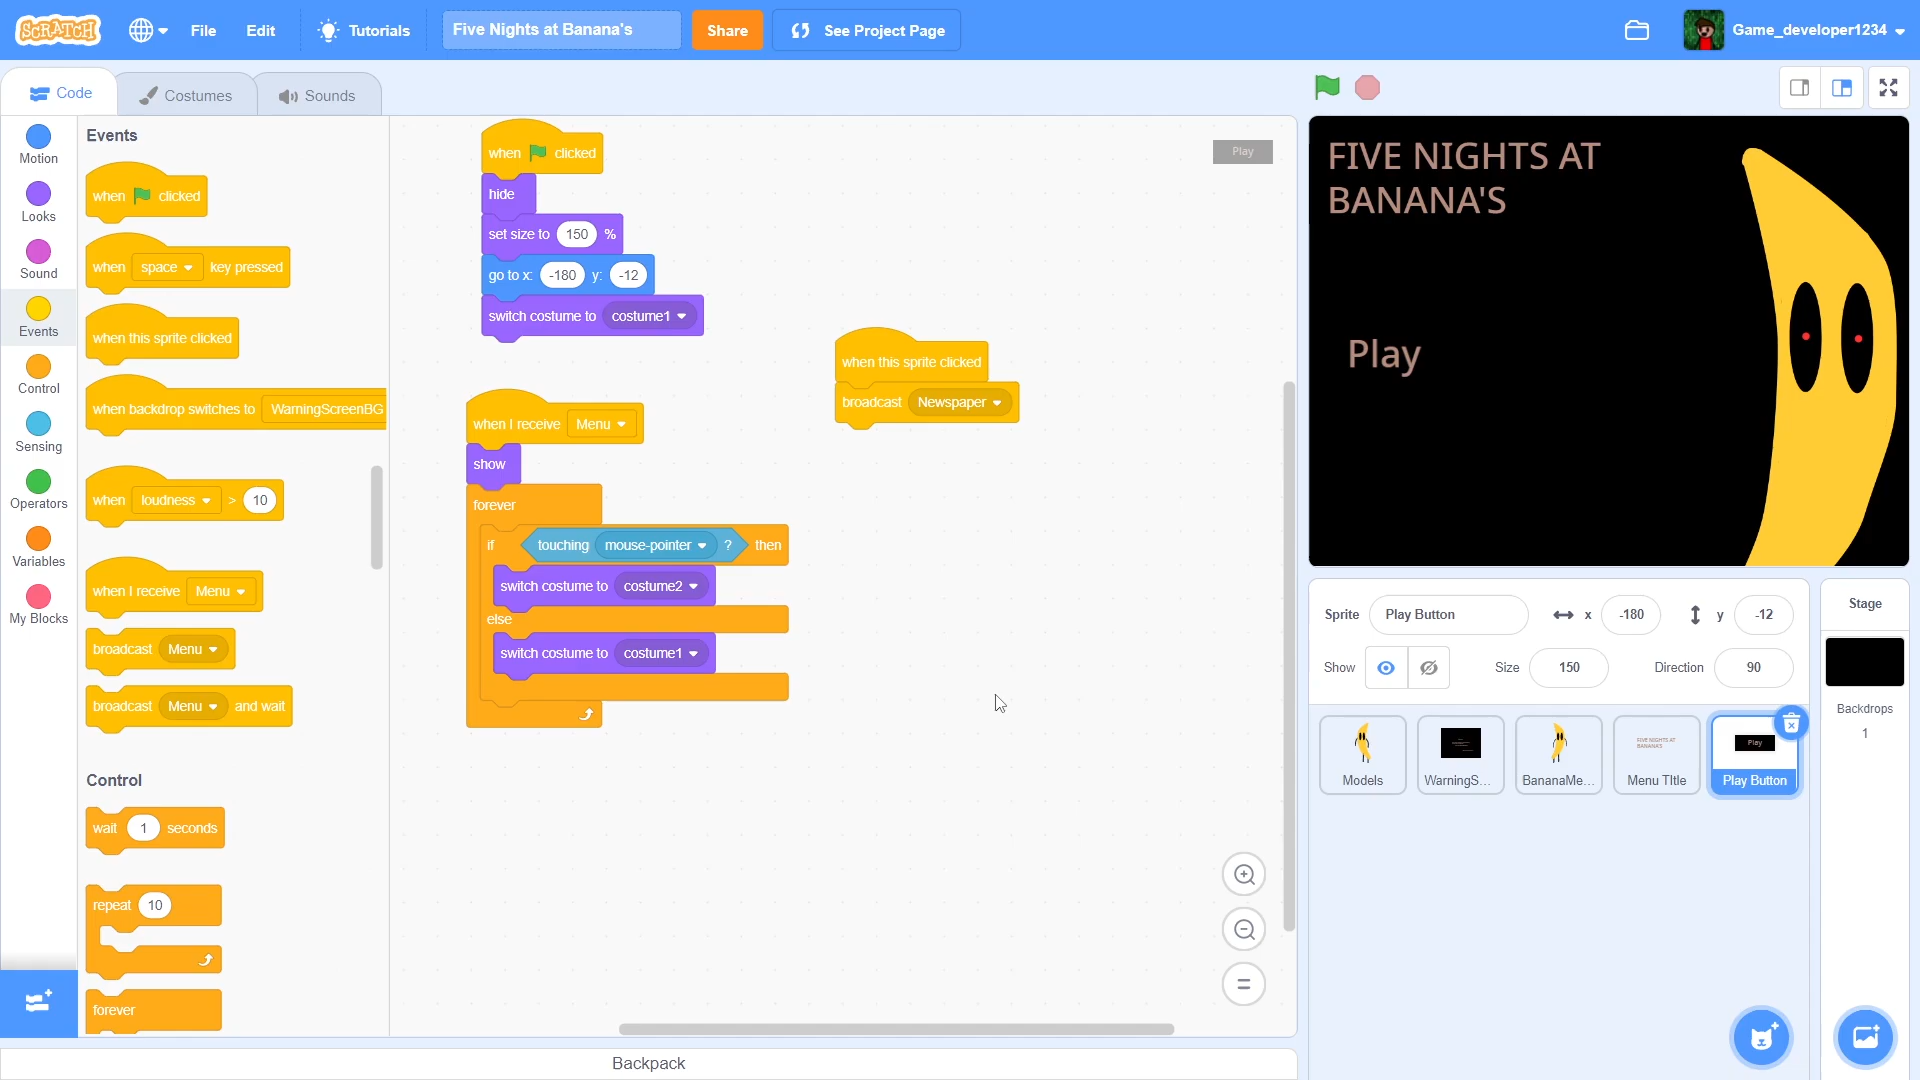 SCRATCH
File
Edit
Tutorials
Five Nights at Banana's
Share
See Project Page
Game_developer1234
Code
Costumes
Sounds
Motion
Looks
Sound
Events
Control
Sensing
Operators
Variables
My Blocks
Events
when clicked
when space key pressed
when this sprite clicked
when backdrop switches to WarningScreenBG
when loudness > 10
when I receive Menu
broadcast Menu
broadcast Menu and wait
Control
wait 1 seconds
repeat 10
forever
when clicked
hide
set size to 150 %
go to x: -180 y: -12
switch costume to costume1
when I receive Menu
show
forever
if touching mouse-pointer ? then
switch costume to costume2
else
switch costume to costume1
when this sprite clicked
broadcast Newspaper
Play
Backpack
FIVE NIGHTS AT
BANANA'S
Play
Sprite Play Button x -180 y -12
Show Size 150 Direction 90
Models
WarningS...
BananaMe...
FIVE NIGHTS AT
BANANA'S
Menu TItle
Play
Play Button
Stage
Backdrops
1